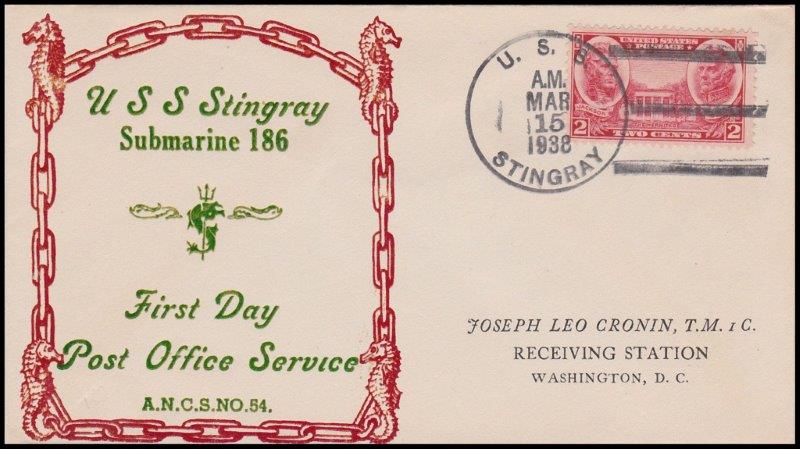 U S S Stingray
Submarine 186
First Day
Post Office Service
A.N.C.S. NO. 54.
U. S. S.
A.M.
MAR
15
1938
STINGRAY
UNITED STATES
POSTAGE
JACKSON
2 TWO CENTS 2
JOSEPH LEO CRONIN, T.M. 1 C.
RECEIVING STATION
WASHINGTON, D. C.